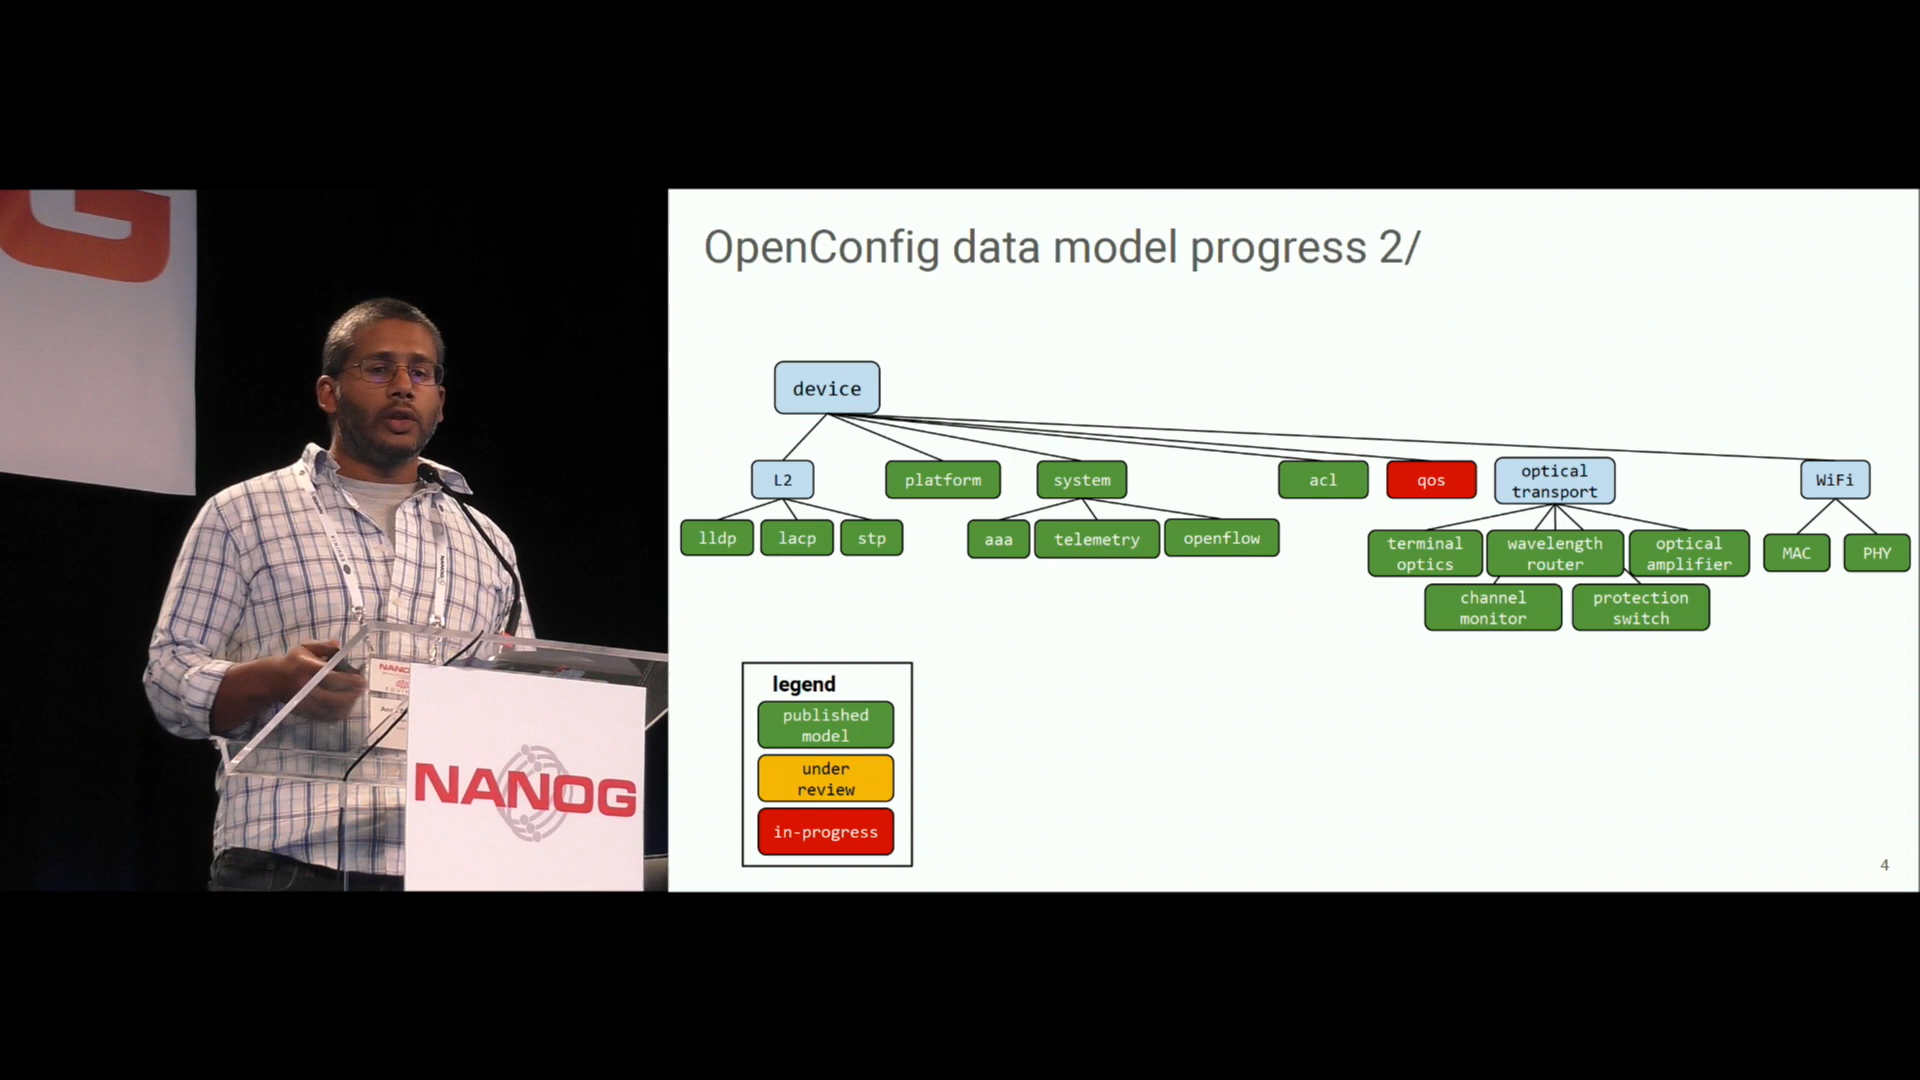 G
OpenConfig data model progress 2/
device
L2
platform
system
acl
qos
optical
transport
WiFi
lldp
lacp
stp
aaa
telemetry
openflow
terminal
optics
wavelength
router
optical
amplifier
MAC
PHY
channel
monitor
protection
switch
legend
published
model
under
review
in-progress
4
NANOG